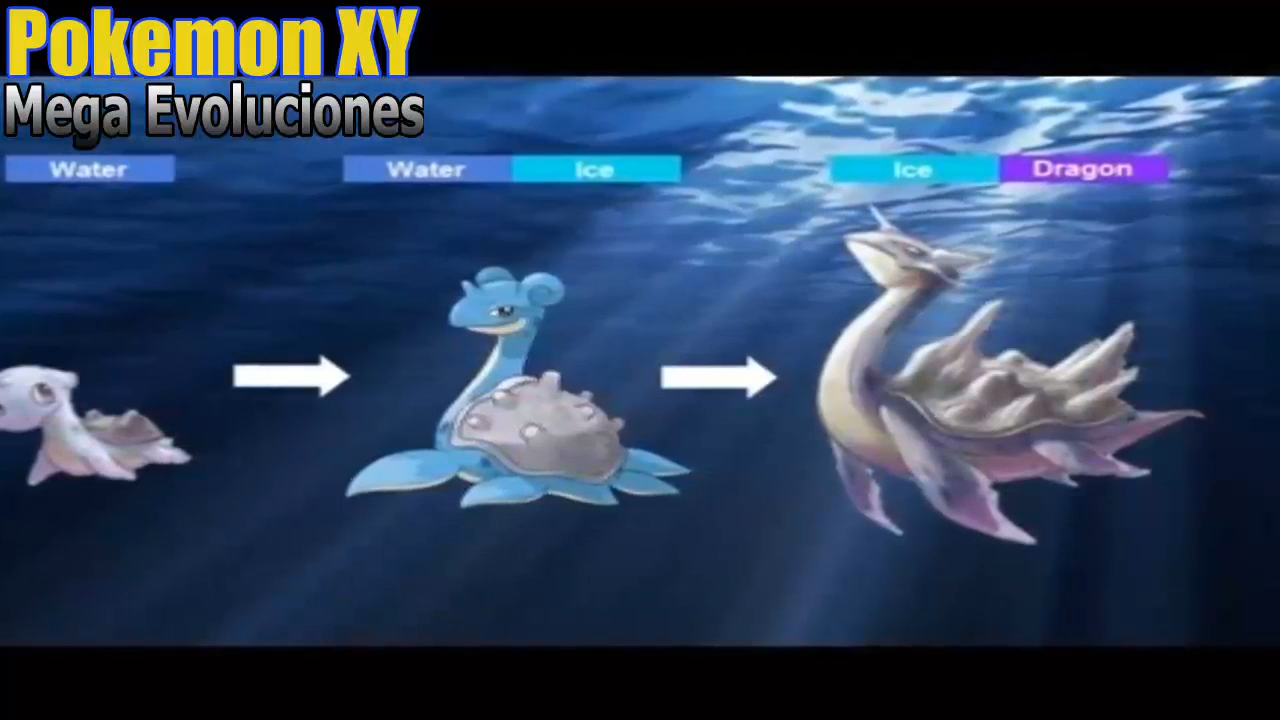 Pokemon XY
Mega Evoluciones
Water
Water Ice
Ice Dragon